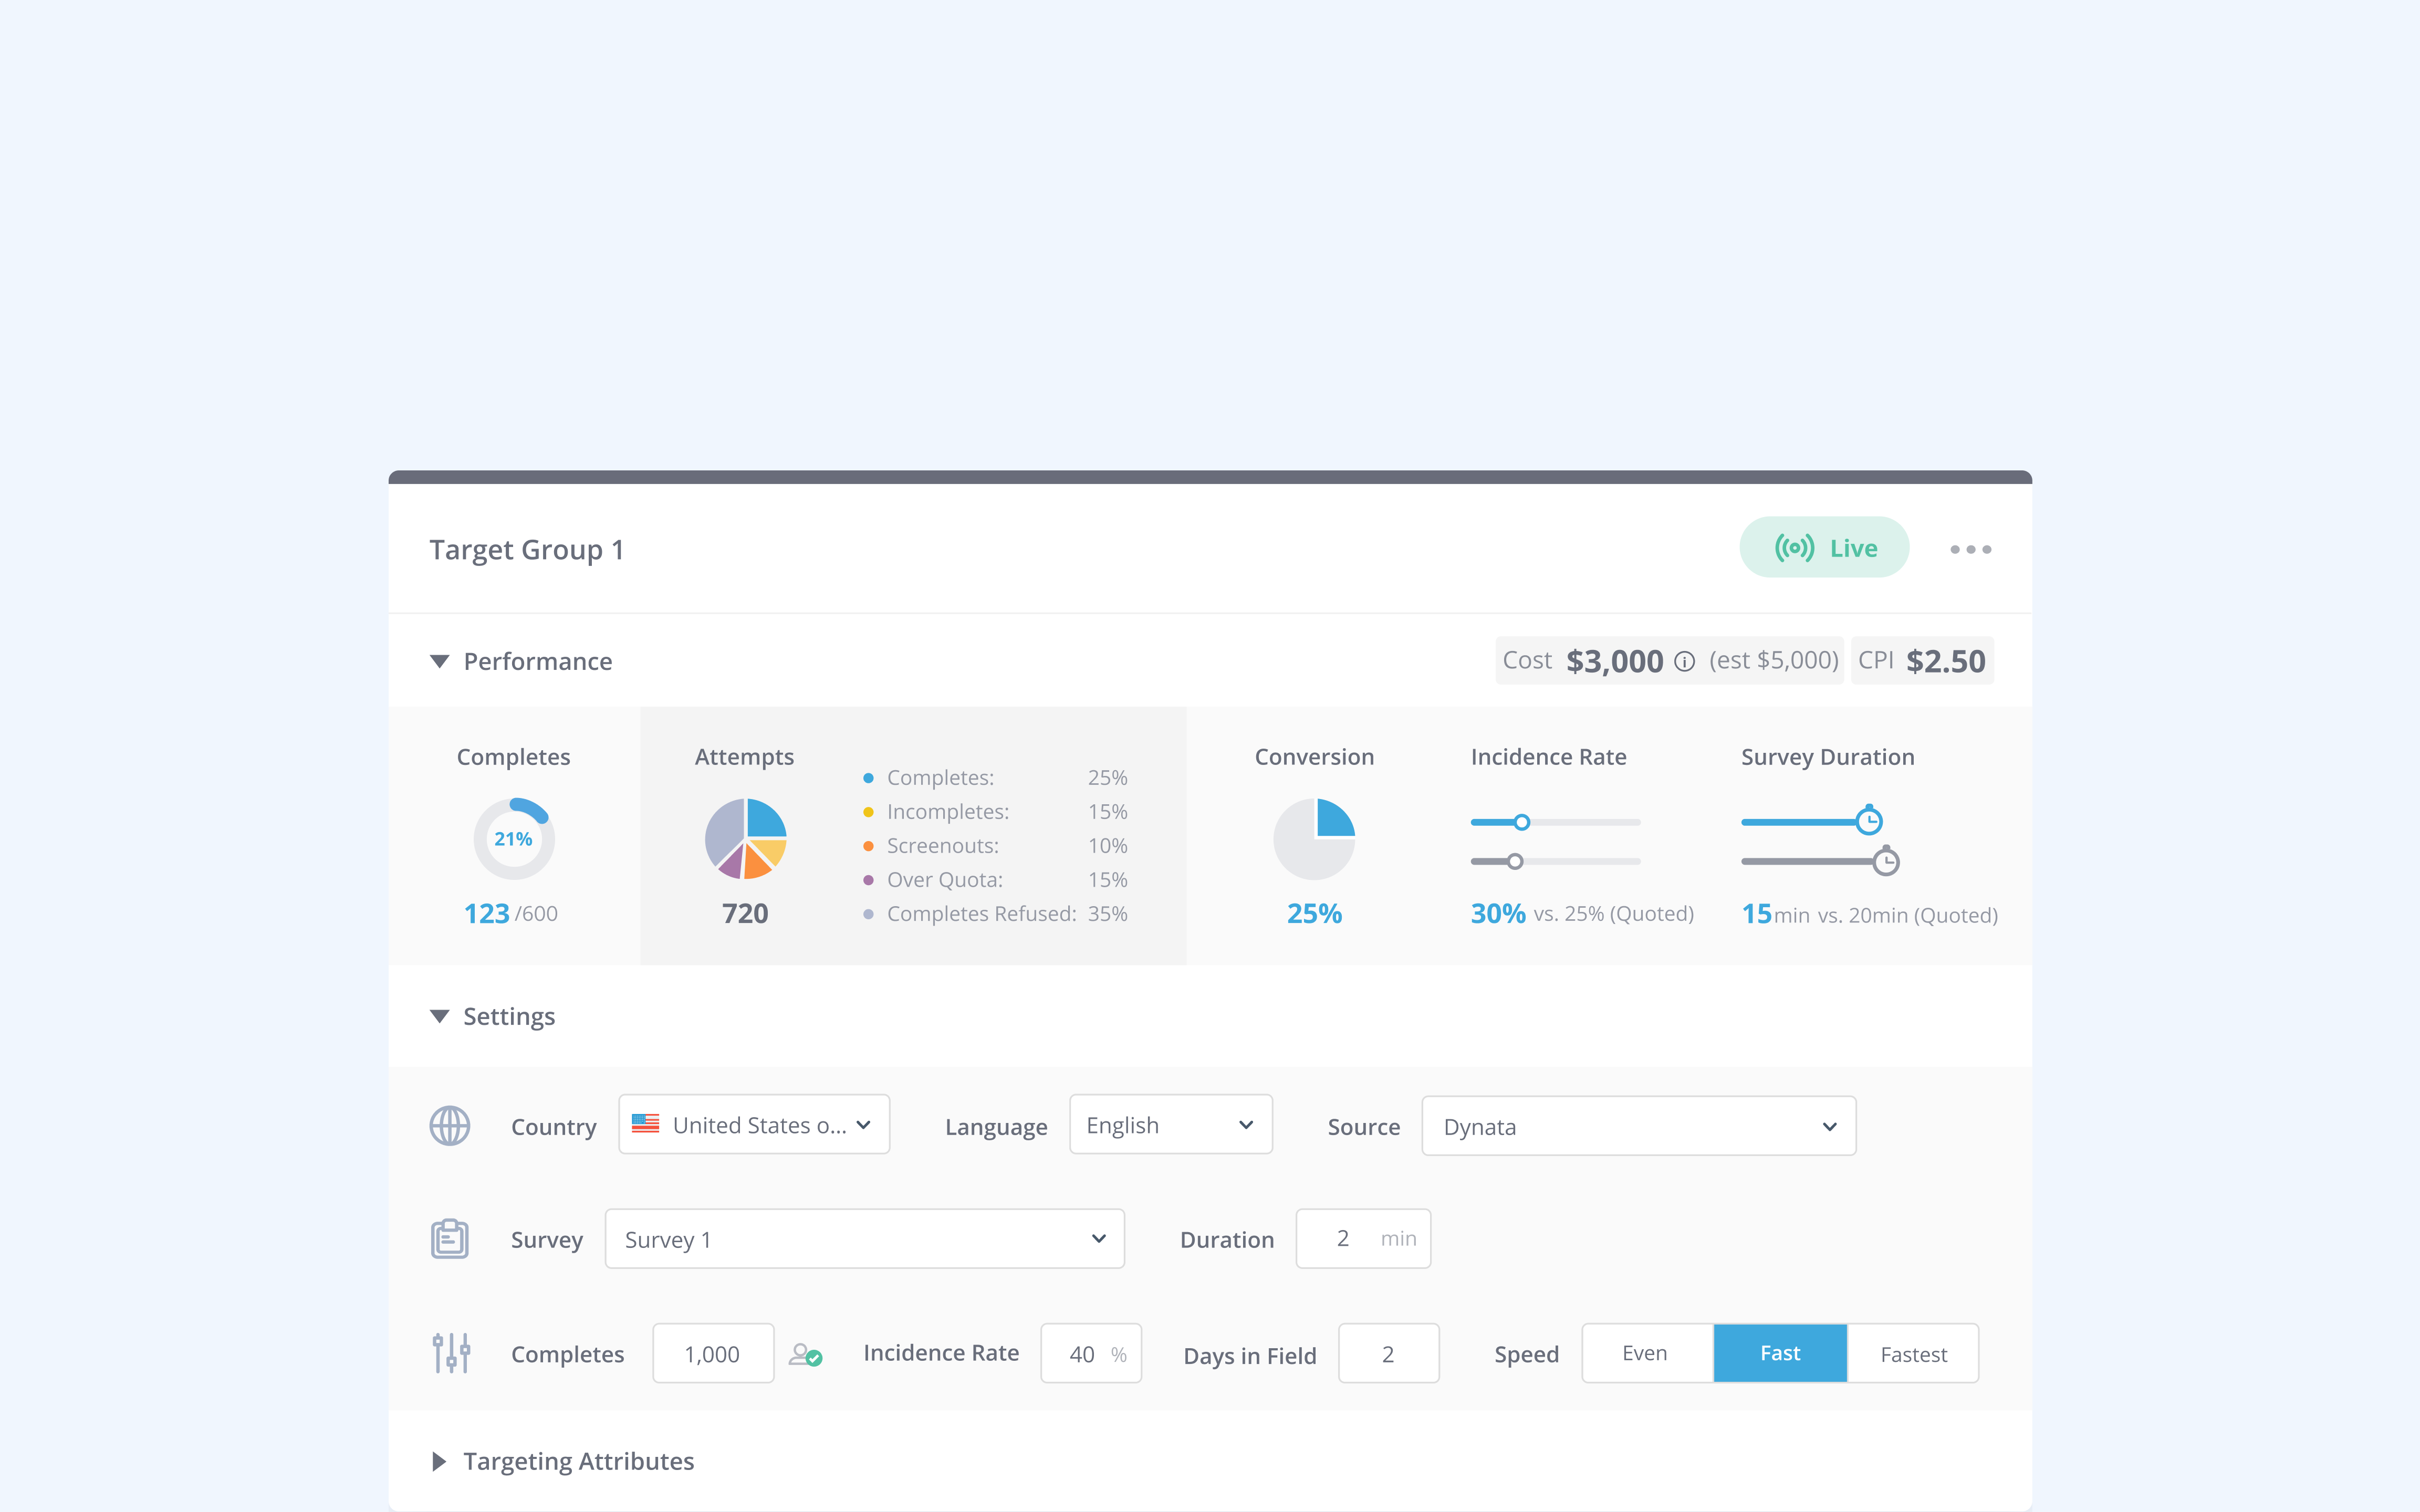 Target Group 1
Live
Performance
Cost $3,000 (est $5,000) CPI $2.50
Completes
21%
123 /600
Attempts
720
Completes: 25%
Incompletes: 15%
Screenouts: 10%
Over Quota: 15%
Completes Refused: 35%
Conversion
25%
Incidence Rate
30% vs. 25% (Quoted)
Survey Duration
15min vs. 20min (Quoted)
Settings
Country United States o... Language English Source Dynata
Survey Survey 1 Duration 2 min
Completes 1,000 Incidence Rate 40 % Days in Field 2 Speed Even Fast Fastest
Targeting Attributes